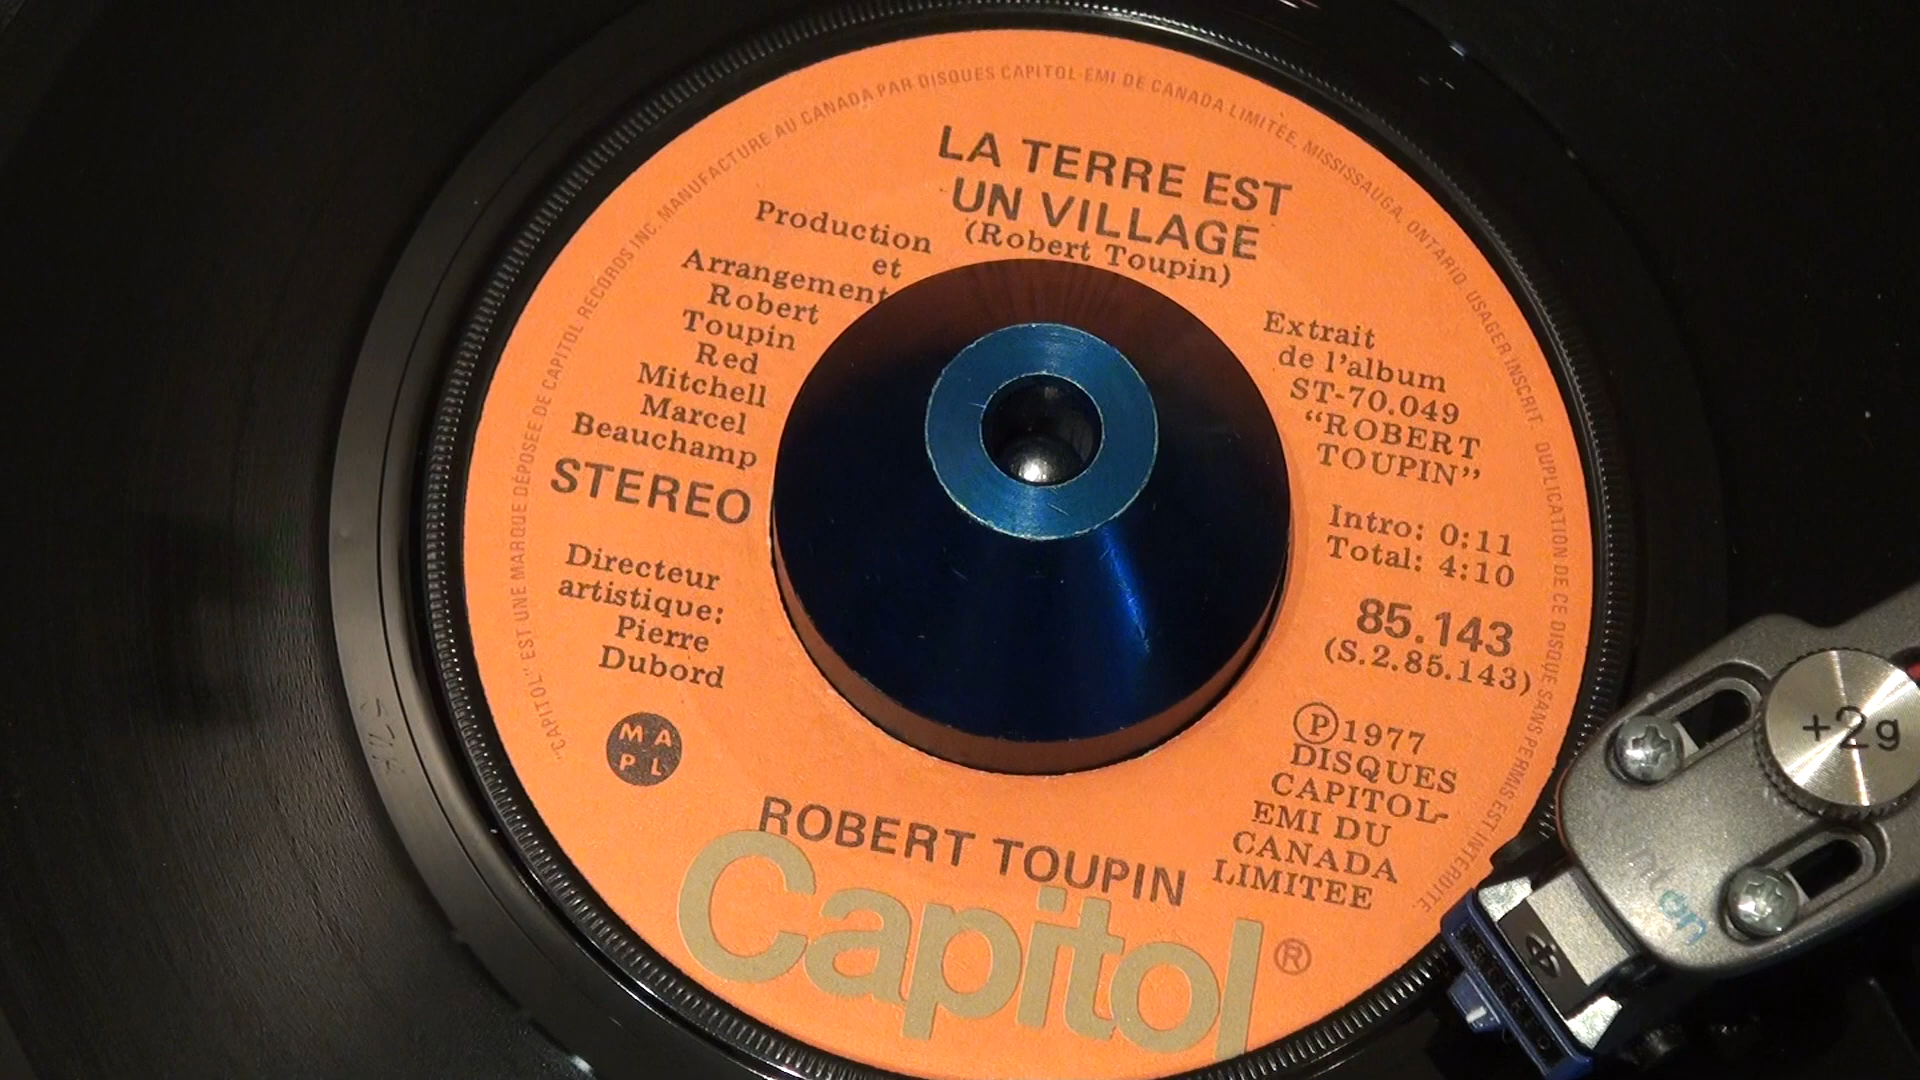 LA TERRE EST
UN VILLAGE
(Robert Toupin)
Production
et
Arrangement
Robert
Toupin
Red
Mitchell
Marcel
Beauchamp
STEREO
Directeur
artistique:
Pierre
Dubord
M A
P L
Extrait
de l'album
ST-70.049
"ROBERT
TOUPIN"
Intro: 0:11
Total: 4:10
85.143
(S.2.85.143)
Ⓟ1977
DISQUES
CAPITOL-
EMI DU
CANADA
LIMITEE
ROBERT TOUPIN
Capitol®
"CAPITOL" EST UNE MARQUE DÉPOSÉE DE CAPITOL RECORDS INC. MANUFACTURE AU CANADA PAR DISQUES CAPITOL-EMI DE CANADA LIMITÉE, MISSISSAUGA, ONTARIO. USAGER INSCRIT. DUPLICATION DE CE DISQUE SANS PERMIS EST INTERDITE.
+2g
STEREO